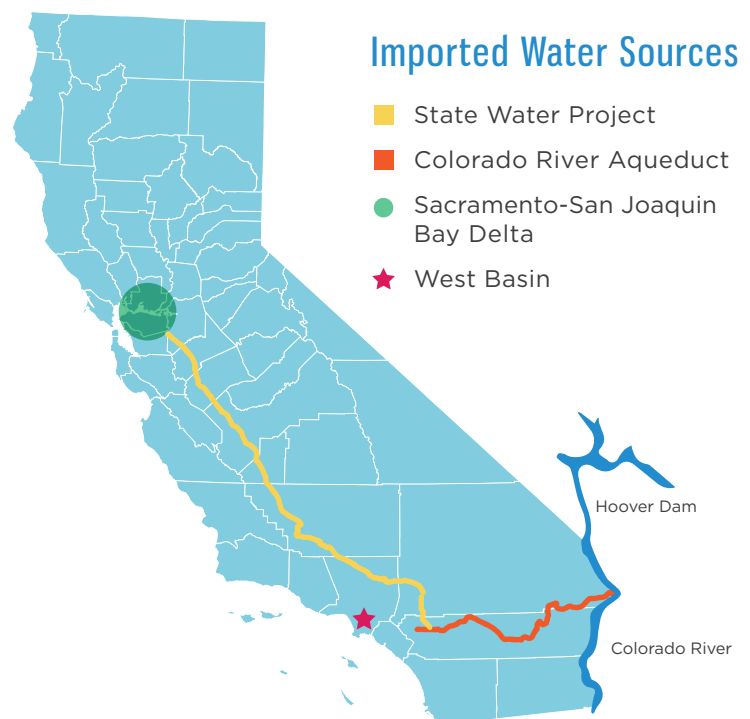 Imported Water Sources
State Water Project
Colorado River Aqueduct
Sacramento-San Joaquin
Bay Delta
West Basin
Hoover Dam
Colorado River